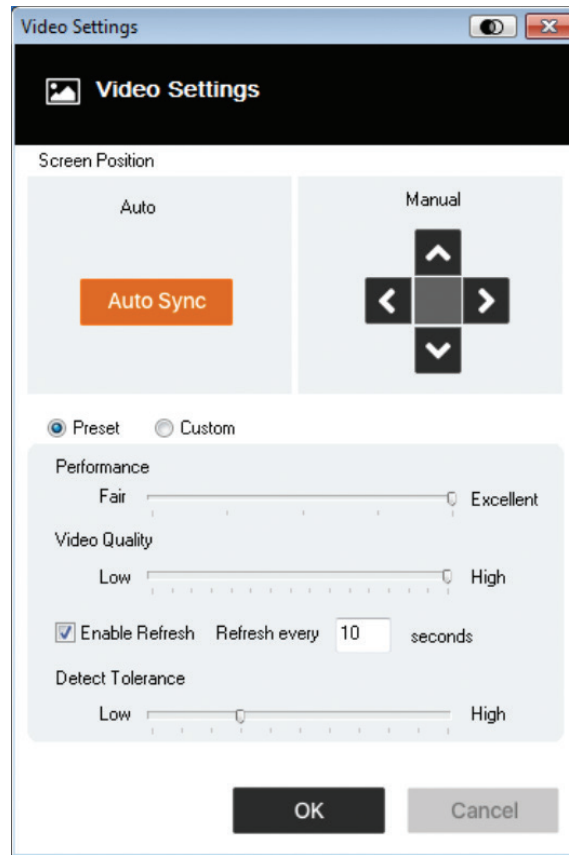 Video Settings
Video Settings
Screen Position
Auto
Manual
Auto Sync
Preset Custom
Performance
Fair Excellent
Video Quality
Low High
Enable Refresh Refresh every 10 seconds
Detect Tolerance
Low High
OK Cancel